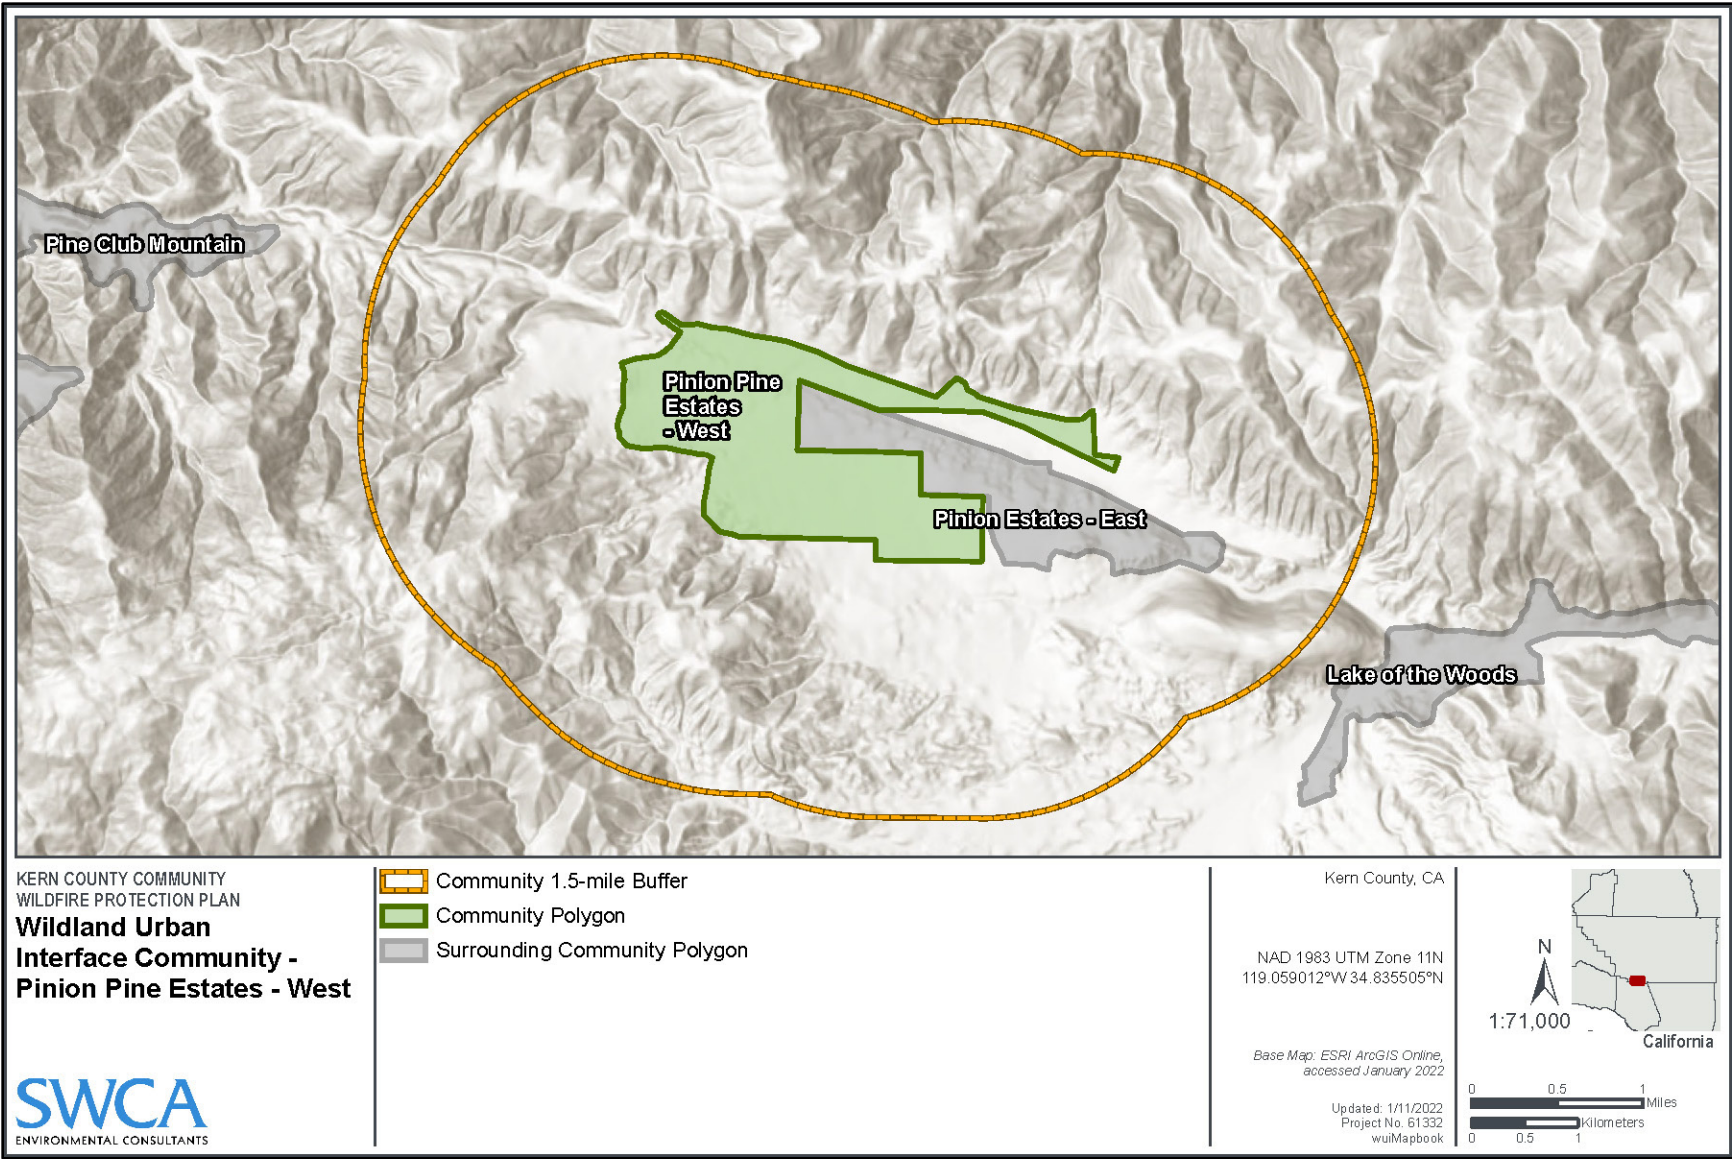 Pine Club Mountain
Pinion Pine
Estates
- West
Pinion Estates - East
Lake of the Woods
KERN COUNTY COMMUNITY
WILDFIRE PROTECTION PLAN
Wildland Urban
Interface Community -
Pinion Pine Estates - West
SWCA
ENVIRONMENTAL CONSULTANTS
Community 1.5-mile Buffer
Community Polygon
Surrounding Community Polygon
Kern County, CA
NAD 1983 UTM Zone 11N
119.059012°W 34.835505°N
Base Map: ESRI ArcGIS Online,
accessed January 2022
Updated: 1/11/2022
Project No. 61332
wuiMapbook
N
1:71,000
California
0 0.5 1
Miles
Kilometers
0 0.5 1